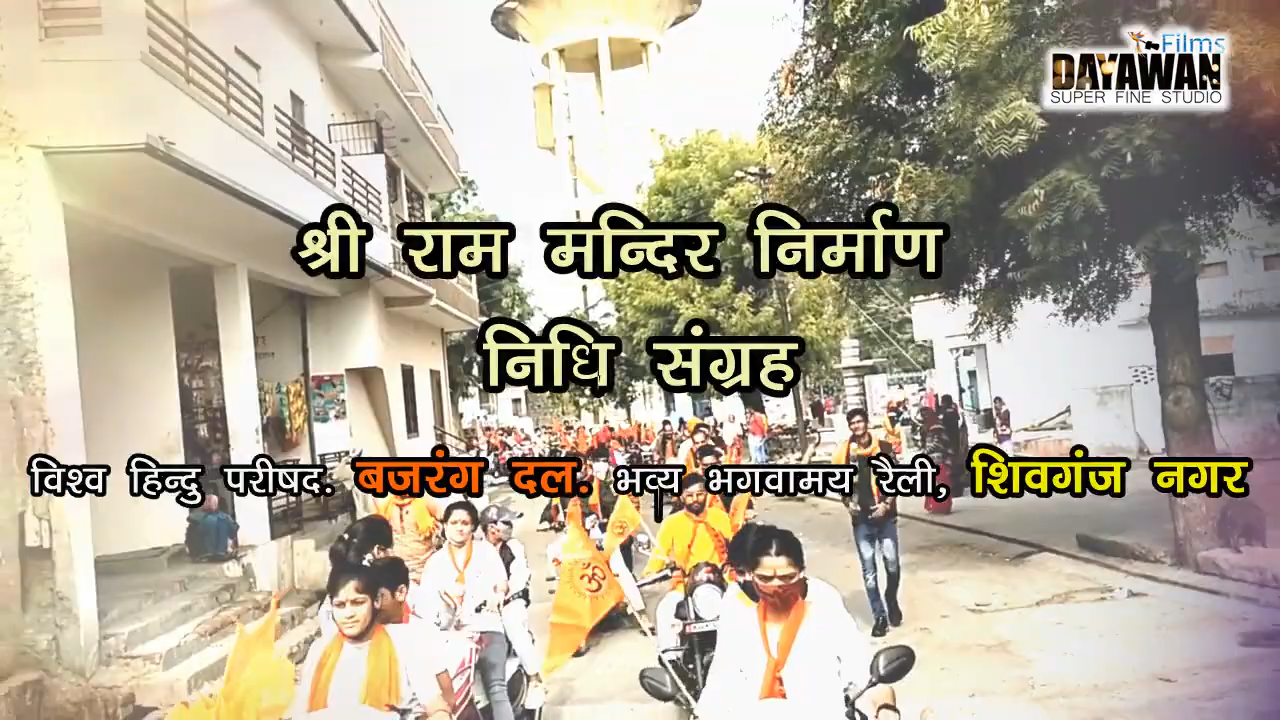 Films
DAYAWAN
SUPER FINE STUDIO
श्री राम मन्दिर निर्माण
निधि संग्रह
विश्व हिन्दु परीषद. बजरंग दल. भव्य भगवामय रैली, शिवगंज नगर
ॐ